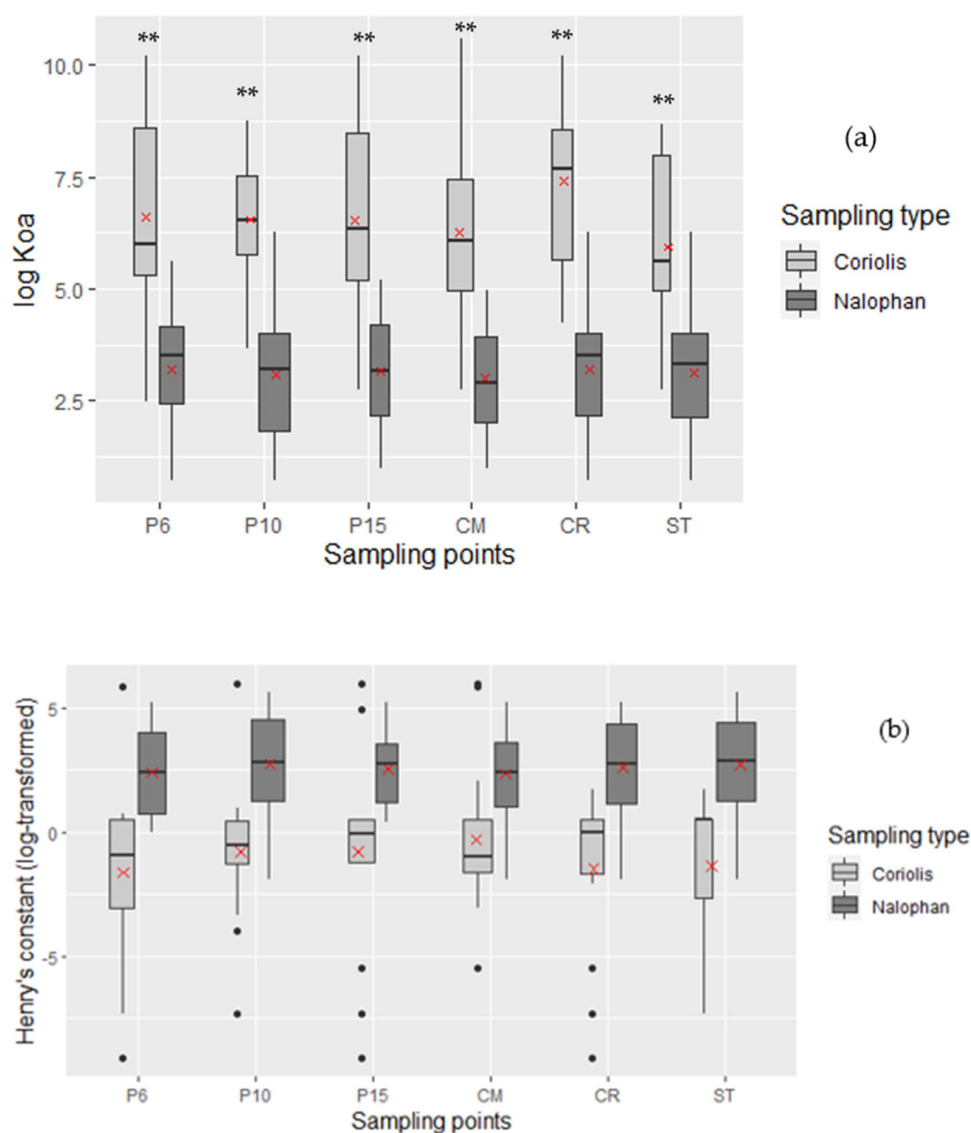 ** ** ** ** ** **
10.0
7.5
5.0
2.5
log Koa
P6 P10 P15 CM CR ST
Sampling points
(a)
Sampling type
Coriolis
Nalophan
5
0
-5
Henry's constant (log-transformed)
P6 P10 P15 CM CR ST
Sampling points
(b)
Sampling type
Coriolis
Nalophan